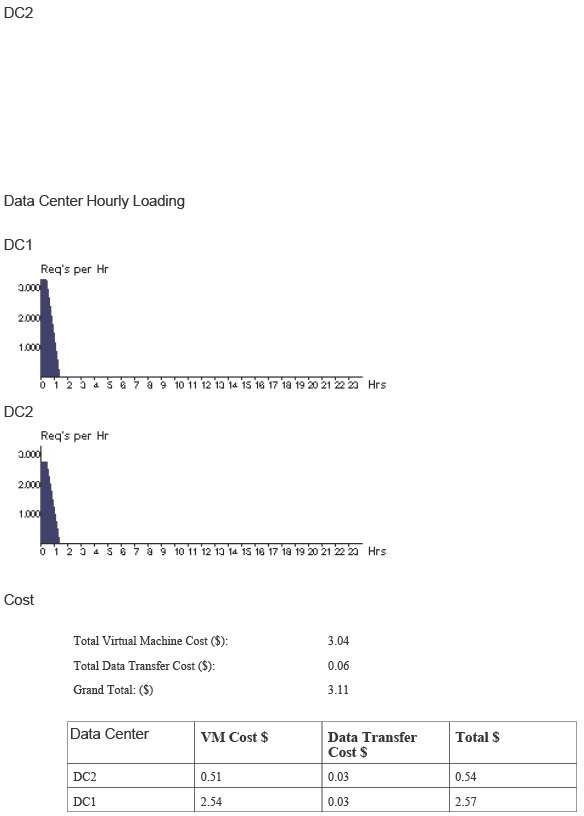 DC2
Data Center Hourly Loading
DC1
Req's per Hr
3.000
2.000
1.000
0 1 2 3 4 5 6 7 8 9 10 11 12 13 14 15 16 17 18 19 20 21 22 23 Hrs
DC2
Req's per Hr
3.000
2.000
1.000
0 1 2 3 4 5 6 7 8 9 10 11 12 13 14 15 16 17 18 19 20 21 22 23 Hrs
Cost
Total Virtual Machine Cost ($): 3.04
Total Data Transfer Cost ($): 0.06
Grand Total: ($) 3.11
Data Center VM Cost $ Data Transfer Total $
Cost $
DC2 0.51 0.03 0.54
DC1 2.54 0.03 2.57